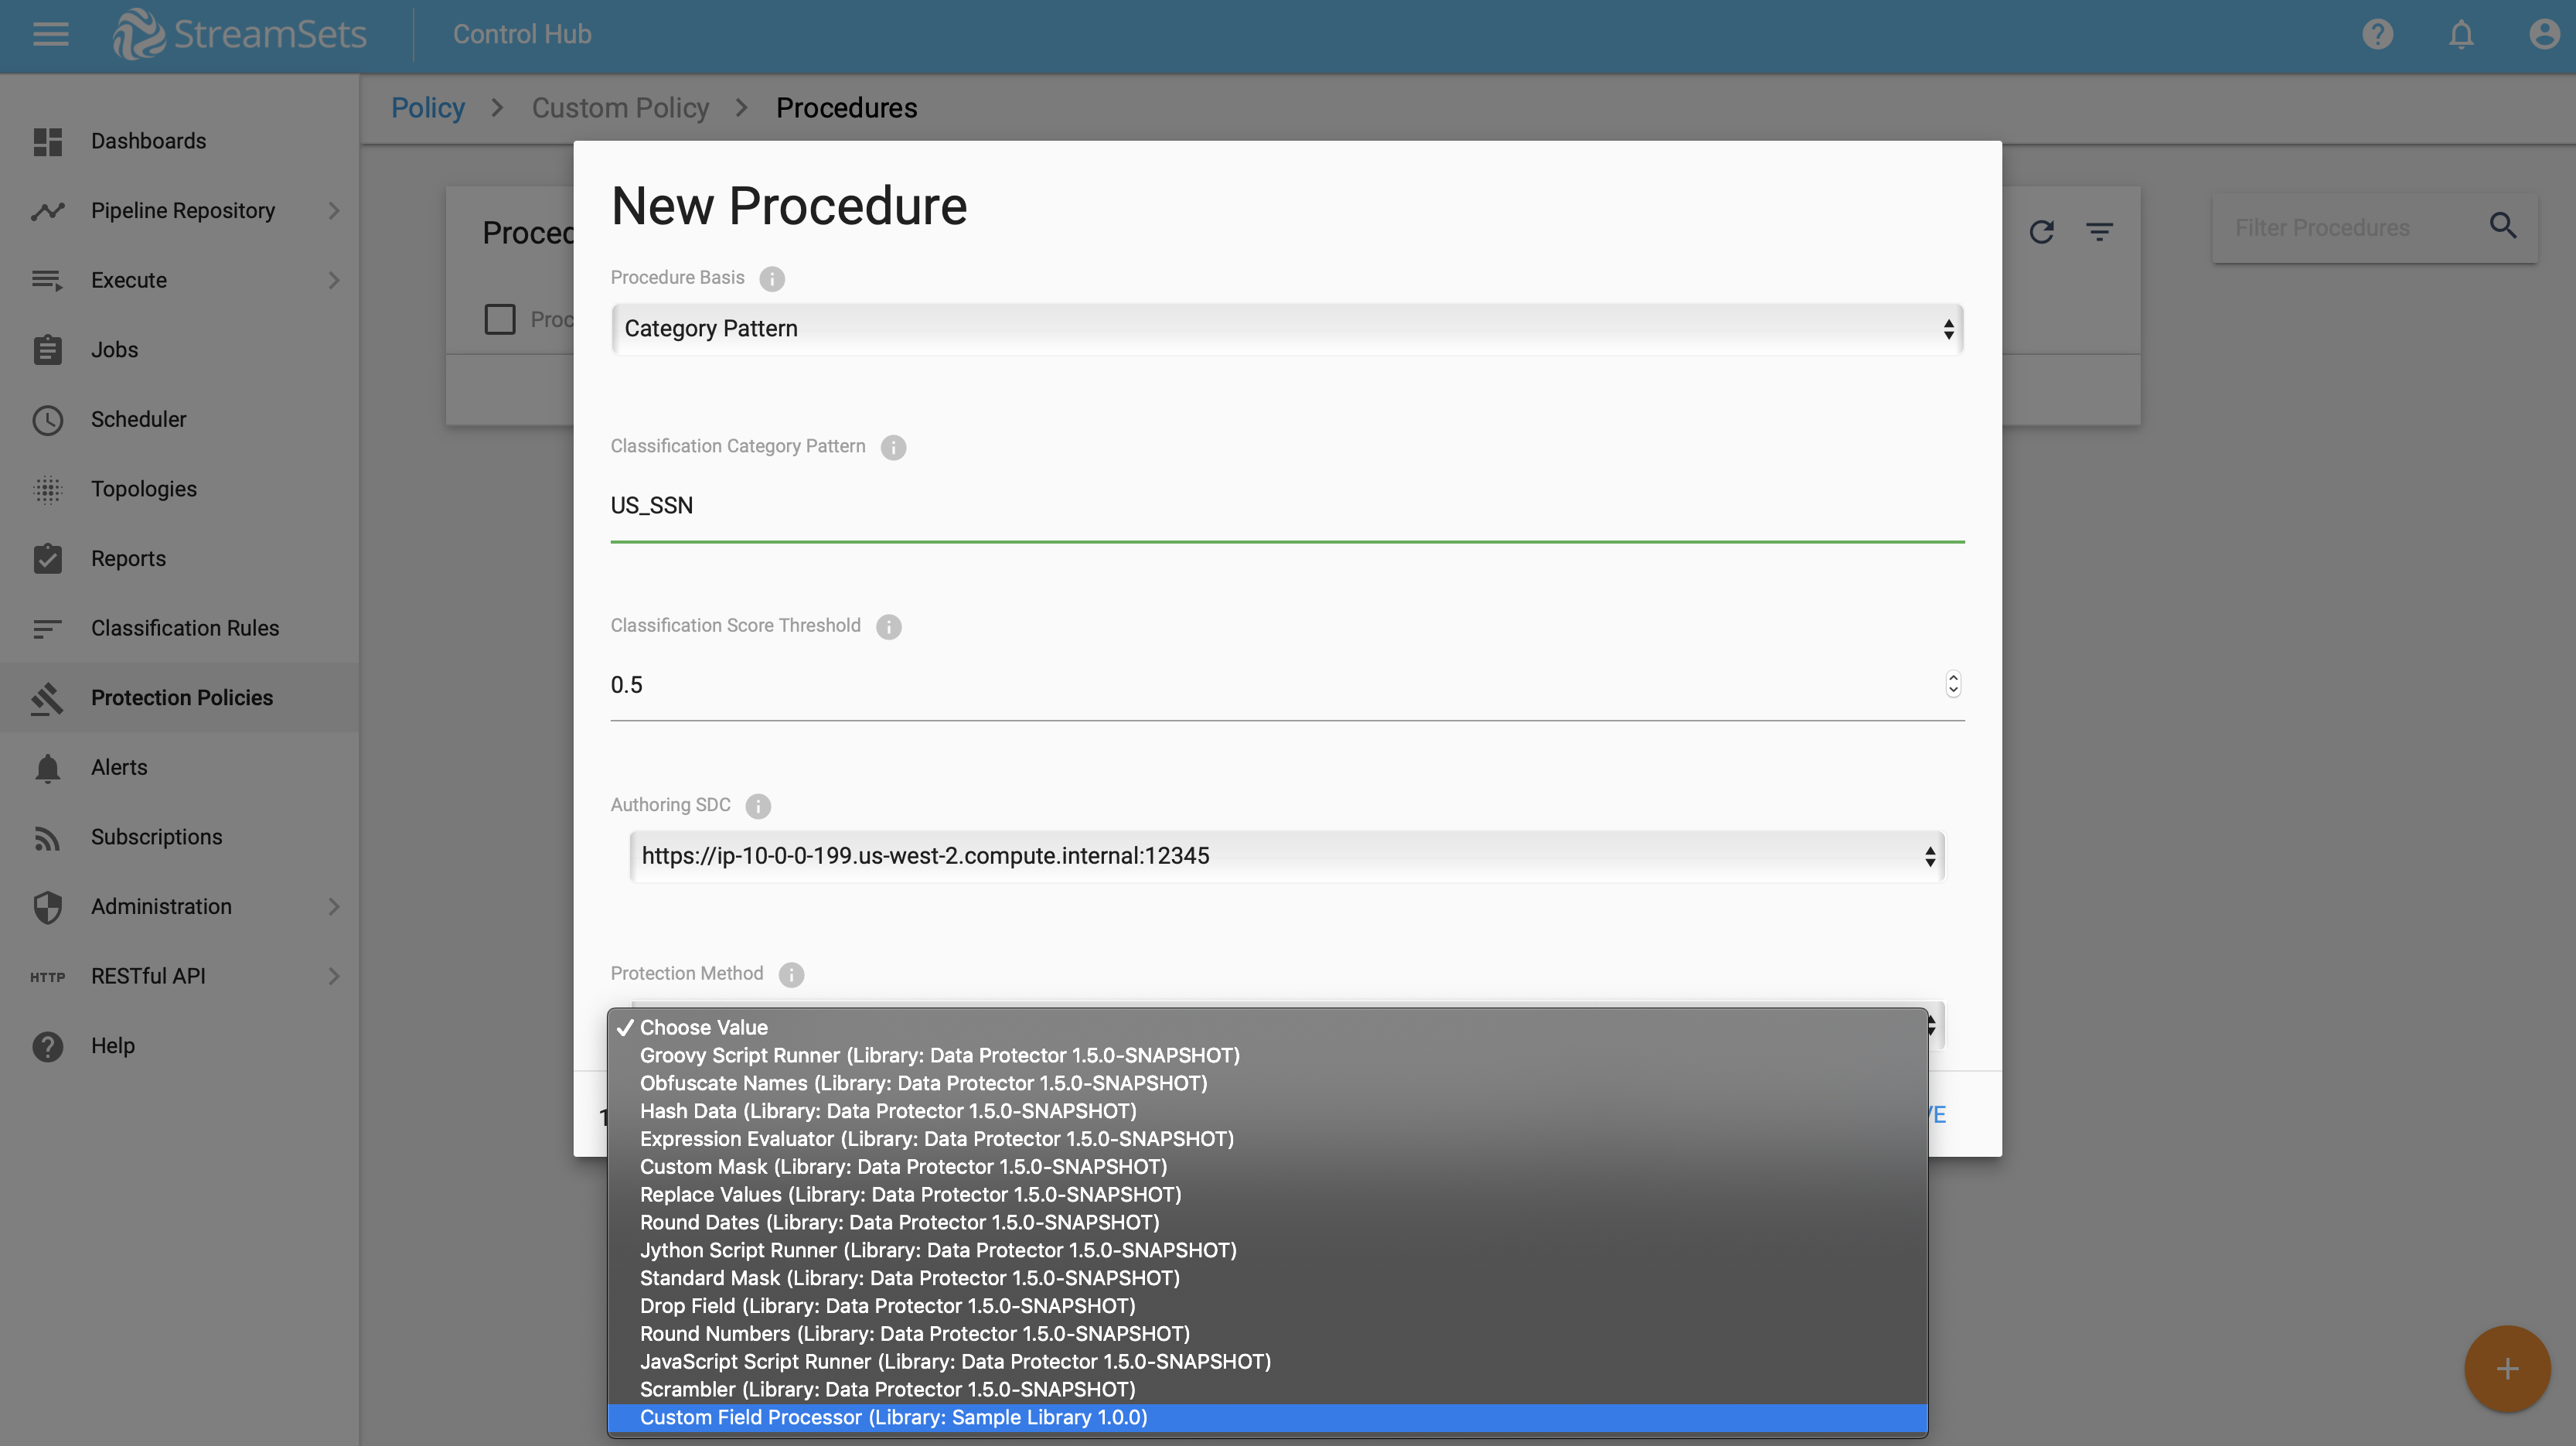 StreamSets
Control Hub
Dashboards
Pipeline Repository
Execute
Jobs
Scheduler
Topologies
Reports
Classification Rules
Protection Policies
Alerts
Subscriptions
Administration
HTTP RESTful API
Help
Policy > Custom Policy > Procedures
Proced
Proc
Filter Procedures
New Procedure
Procedure Basis
Category Pattern
Classification Category Pattern
US_SSN
Classification Score Threshold
0.5
Authoring SDC
https://ip-10-0-0-199.us-west-2.compute.internal:12345
Protection Method
✓ Choose Value
Groovy Script Runner (Library: Data Protector 1.5.0-SNAPSHOT)
Obfuscate Names (Library: Data Protector 1.5.0-SNAPSHOT)
Hash Data (Library: Data Protector 1.5.0-SNAPSHOT)
Expression Evaluator (Library: Data Protector 1.5.0-SNAPSHOT)
Custom Mask (Library: Data Protector 1.5.0-SNAPSHOT)
Replace Values (Library: Data Protector 1.5.0-SNAPSHOT)
Round Dates (Library: Data Protector 1.5.0-SNAPSHOT)
Jython Script Runner (Library: Data Protector 1.5.0-SNAPSHOT)
Standard Mask (Library: Data Protector 1.5.0-SNAPSHOT)
Drop Field (Library: Data Protector 1.5.0-SNAPSHOT)
Round Numbers (Library: Data Protector 1.5.0-SNAPSHOT)
JavaScript Script Runner (Library: Data Protector 1.5.0-SNAPSHOT)
Scrambler (Library: Data Protector 1.5.0-SNAPSHOT)
Custom Field Processor (Library: Sample Library 1.0.0)